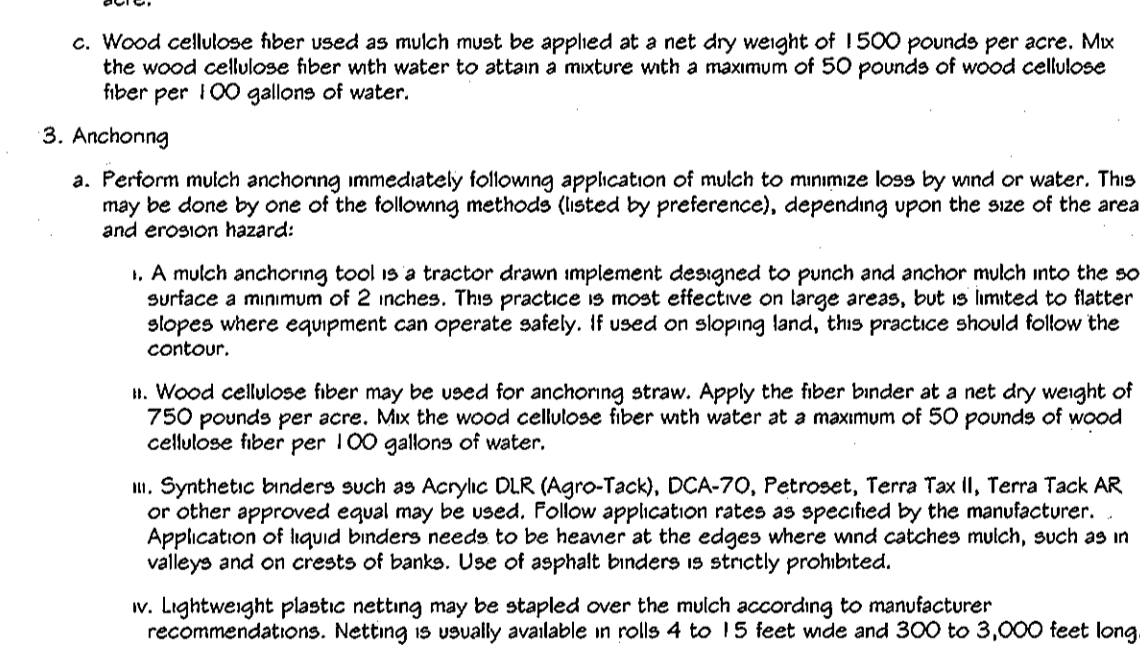 acre.
c. Wood cellulose fiber used as mulch must be applied at a net dry weight of 1500 pounds per acre. Mix
the wood cellulose fiber with water to attain a mixture with a maximum of 50 pounds of wood cellulose
fiber per 100 gallons of water.
3. Anchoring
a. Perform mulch anchoring immediately following application of mulch to minimize loss by wind or water. This
may be done by one of the following methods (listed by preference), depending upon the size of the area
and erosion hazard:
i. A mulch anchoring tool is a tractor drawn implement designed to punch and anchor mulch into the so
surface a minimum of 2 inches. This practice is most effective on large areas, but is limited to flatter
slopes where equipment can operate safely. If used on sloping land, this practice should follow the
contour.
ii. Wood cellulose fiber may be used for anchoring straw. Apply the fiber binder at a net dry weight of
750 pounds per acre. Mix the wood cellulose fiber with water at a maximum of 50 pounds of wood
cellulose fiber per 100 gallons of water.
iii. Synthetic binders such as Acrylic DLR (Agro-Tack), DCA-70, Petroset, Terra Tax II, Terra Tack AR
or other approved equal may be used. Follow application rates as specified by the manufacturer.
Application of liquid binders needs to be heavier at the edges where wind catches mulch, such as in
valleys and on crests of banks. Use of asphalt binders is strictly prohibited.
iv. Lightweight plastic netting may be stapled over the mulch according to manufacturer
recommendations. Netting is usually available in rolls 4 to 15 feet wide and 300 to 3,000 feet long.